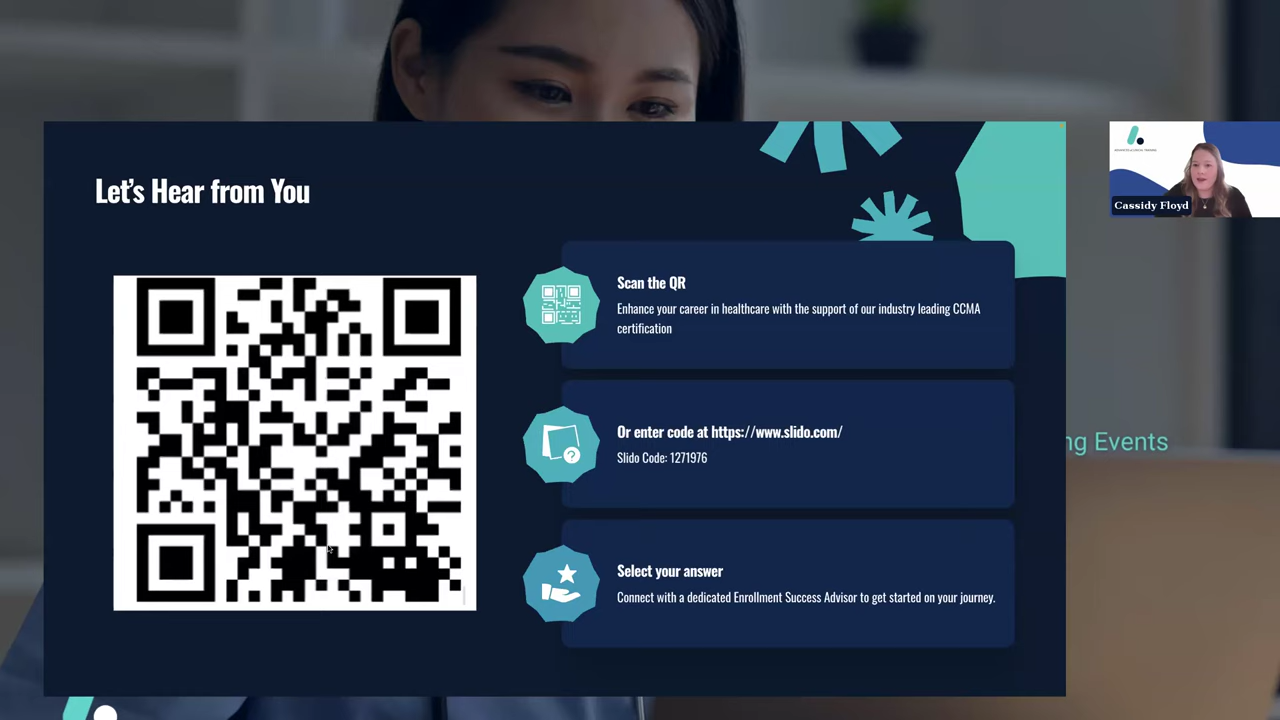 Let's Hear from You
Scan the QR
Enhance your career in healthcare with the support of our industry leading CCMA
certification
Or enter code at https://www.slido.com/
Slido Code: 1271976
Select your answer
Connect with a dedicated Enrollment Success Advisor to get started on your journey.
Cassidy Floyd
ng Events